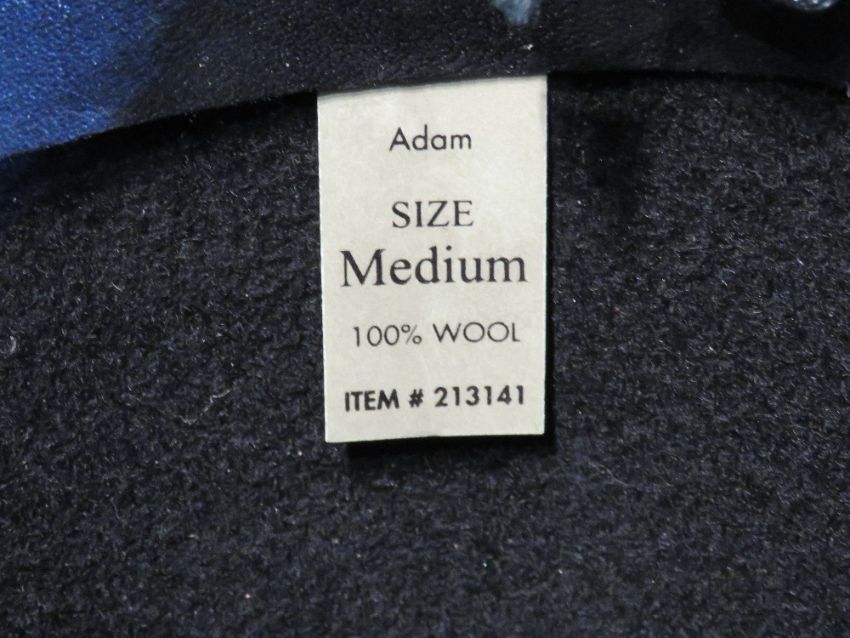 Adam
SIZE
Medium
100% WOOL
ITEM # 213141